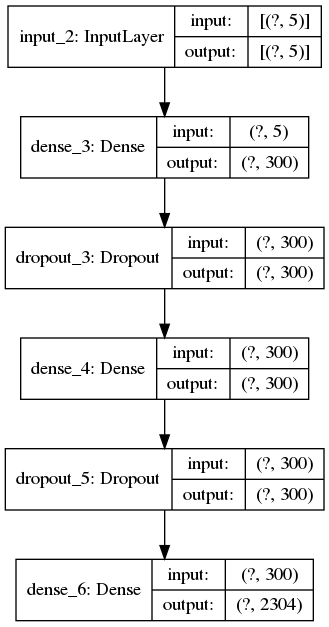 input_2: InputLayer
input: [(?, 5)]
output: [(?, 5)]
dense_3: Dense
input: (?, 5)
output: (?, 300)
dropout_3: Dropout
input: (?, 300)
output: (?, 300)
dense_4: Dense
input: (?, 300)
output: (?, 300)
dropout_5: Dropout
input: (?, 300)
output: (?, 300)
dense_6: Dense
input: (?, 300)
output: (?, 2304)